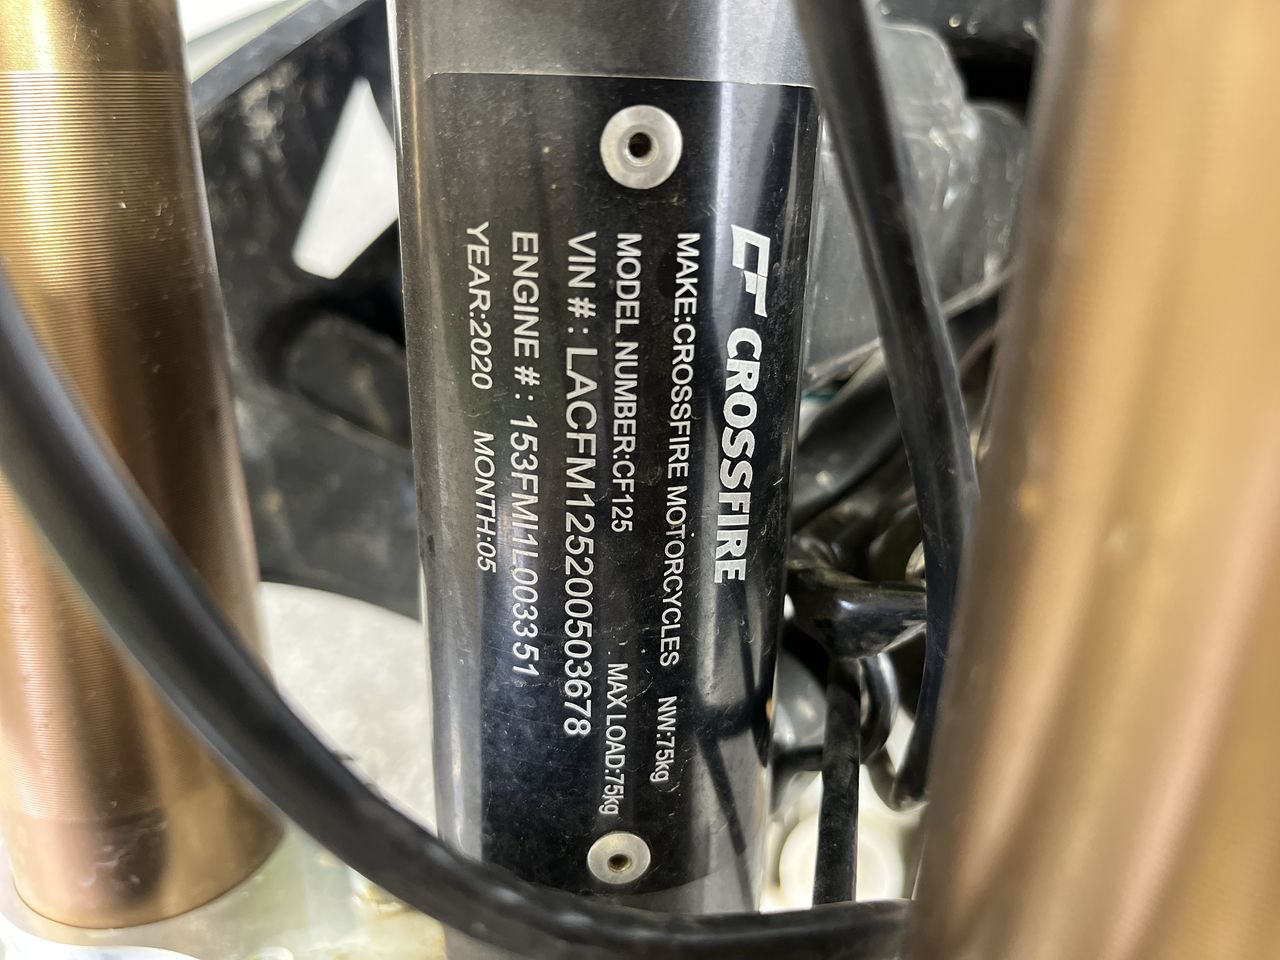 CF CROSSFIRE
MAKE:CROSSFIRE MOTORCYCLES NW:75kg
MODEL NUMBER:CF125 MAX LOAD:75kg
VIN #: LACFM125200503678
ENGINE #: 153FMI1L003351
YEAR:2020 MONTH:05